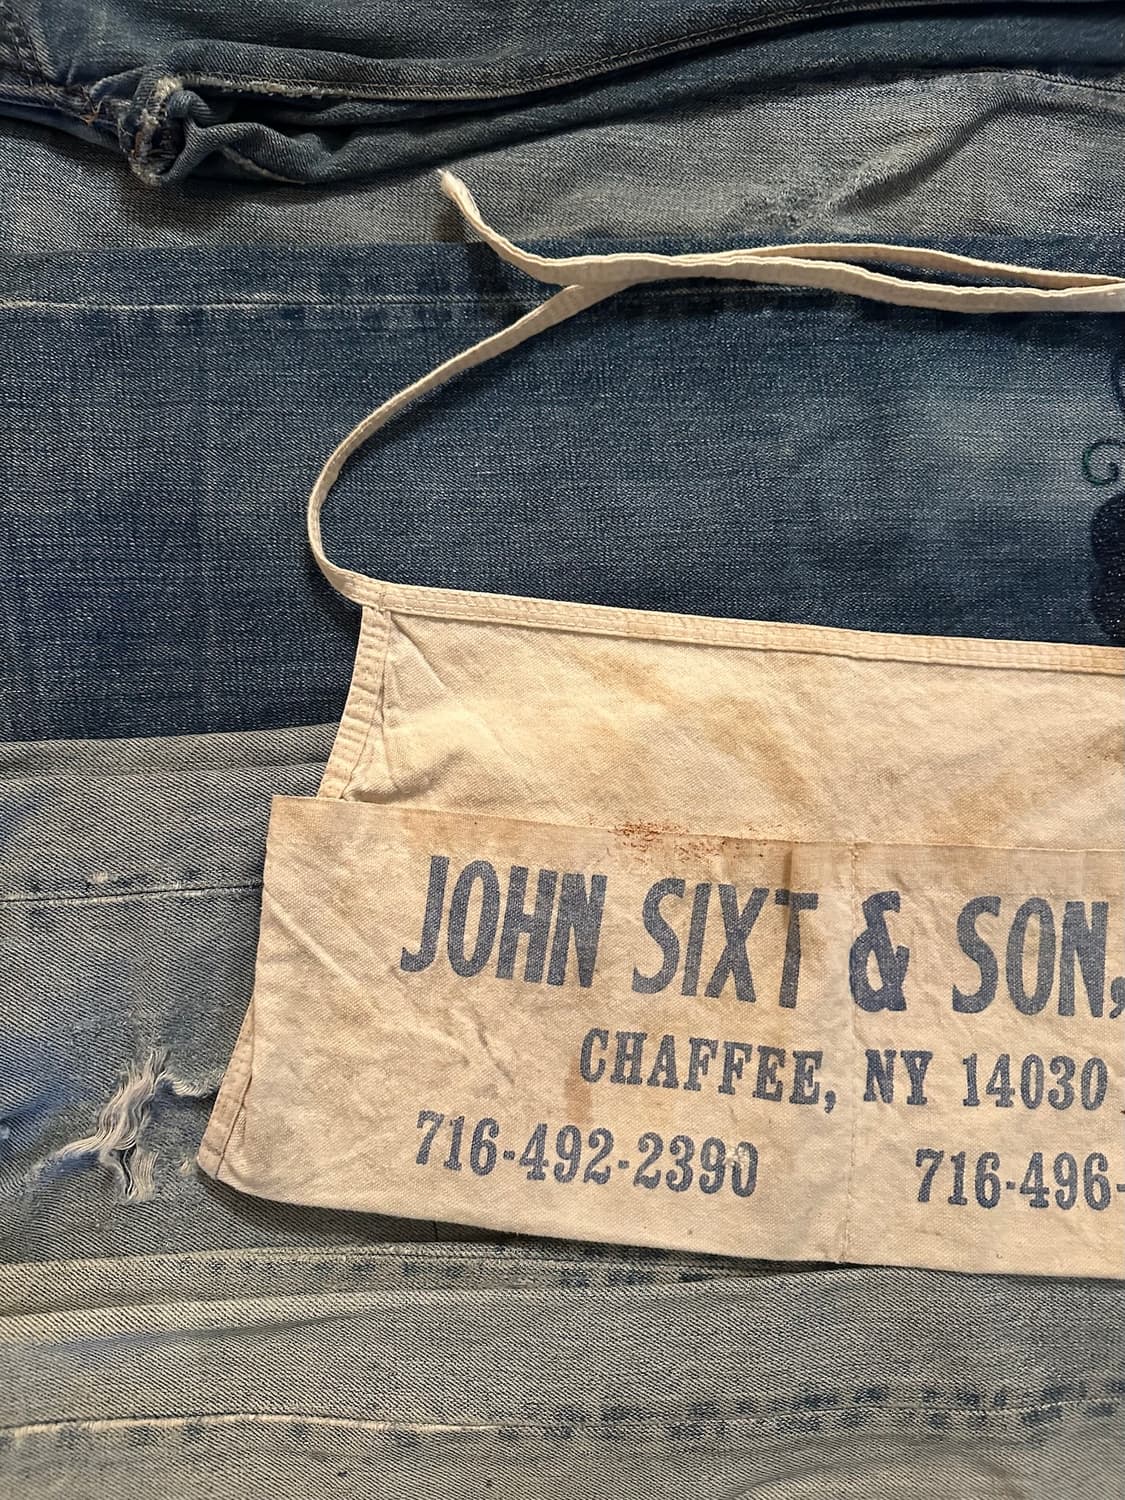 JOHN SIXT & SON,
CHAFFEE, NY 14030
716-492-2390 716-496-